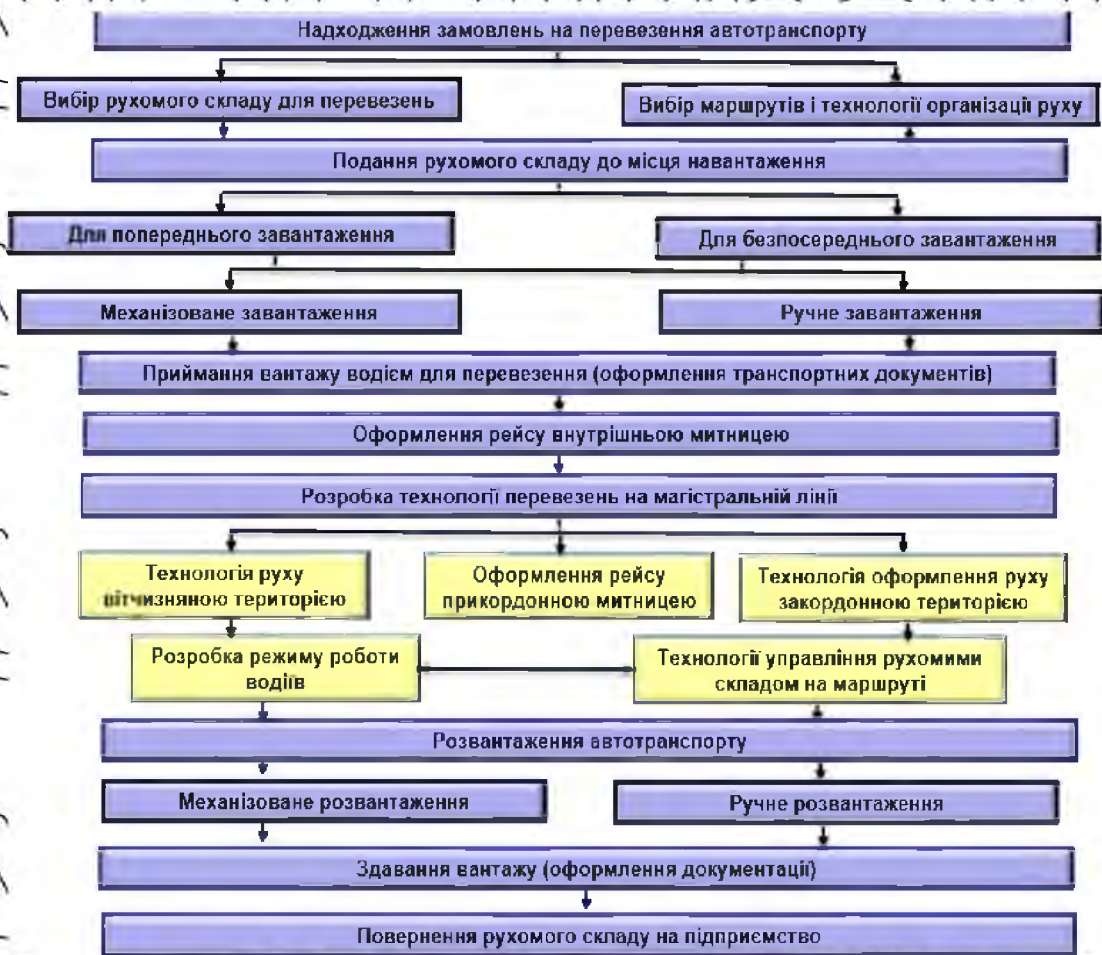 Надходження замовлень на перевезення автотранспорту
Вибір рухомого складу для перевезень
Вибір маршрутів і технології організації руху
Подання рухомого складу до місця навантаження
Для попереднього завантаження
Для безпосереднього завантаження
Механізоване завантаження
Ручне завантаження
Приймання вантажу водієм для перевезення (оформлення транспортних документів)
Оформлення рейсу внутрішньою митницею
Розробка технології перевезень на магістральній лінії
Технологія руху
вітчизняною територією
Оформлення рейсу
прикордонною митницею
Технологія оформлення руху
закордонною територією
Розробка режиму роботи
водіїв
Технології управління рухомими
складом на маршруті
Розвантаження автотранспорту
Механізоване розвантаження
Ручне розвантаження
Здавання вантажу (оформлення документації)
Повернення рухомого складу на підприємство